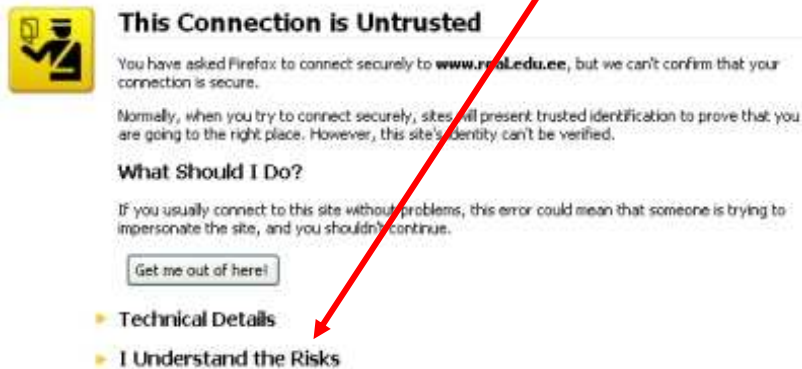 This Connection is Untrusted
You have asked Firefox to connect securely to www.real.edu.ee, but we can't confirm that your
connection is secure.
Normally, when you try to connect securely, sites will present trusted identification to prove that you
are going to the right place. However, this site's identity can't be verified.
What Should I Do?
If you usually connect to this site without problems, this error could mean that someone is trying to
impersonate the site, and you shouldn't continue.
Get me out of here!
Technical Details
I Understand the Risks